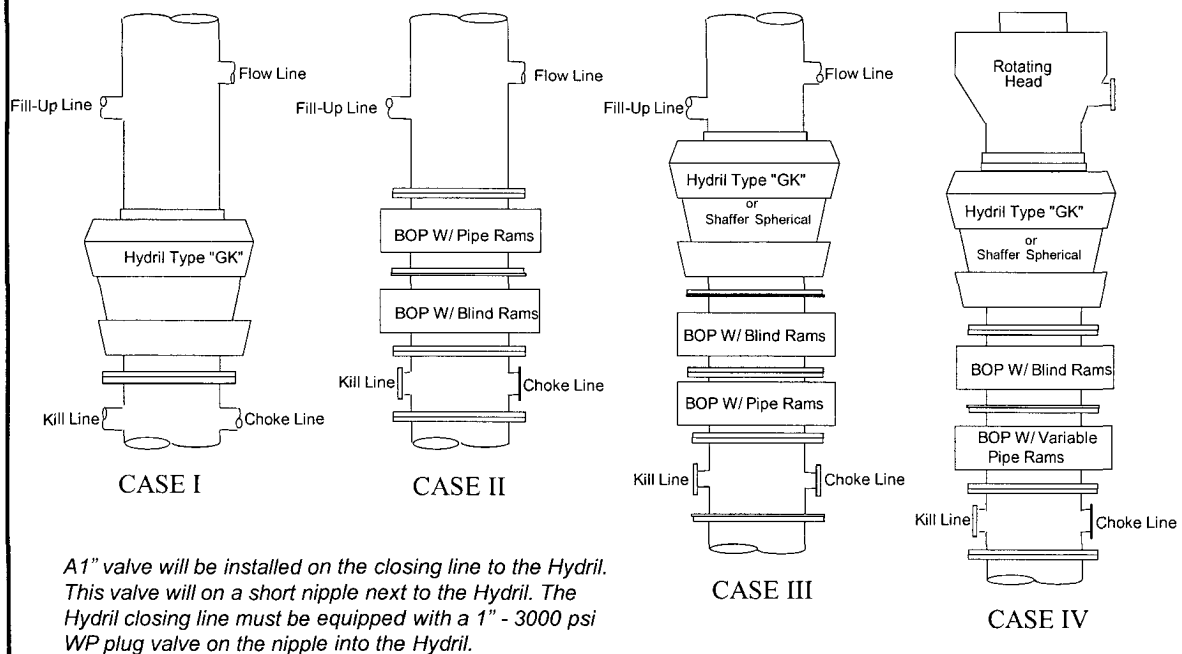 Flow Line
Fill-Up Line
Hydril Type "GK"
Kill Line
Choke Line
CASE I
Flow Line
Fill-Up Line
BOP W/ Pipe Rams
BOP W/ Blind Rams
Kill Line
Choke Line
CASE II
Flow Line
Fill-Up Line
Hydril Type "GK"
or
Shaffer Spherical
BOP W/ Blind Rams
BOP W/ Pipe Rams
Kill Line
Choke Line
CASE III
Rotating
Head
Hydril Type "GK"
or
Shaffer Spherical
BOP W/ Blind Rams
BOP W/ Variable
Pipe Rams
Kill Line
Choke Line
CASE IV
A1" valve will be installed on the closing line to the Hydril.
This valve will on a short nipple next to the Hydril. The
Hydril closing line must be equipped with a 1" - 3000 psi
WP plug valve on the nipple into the Hydril.